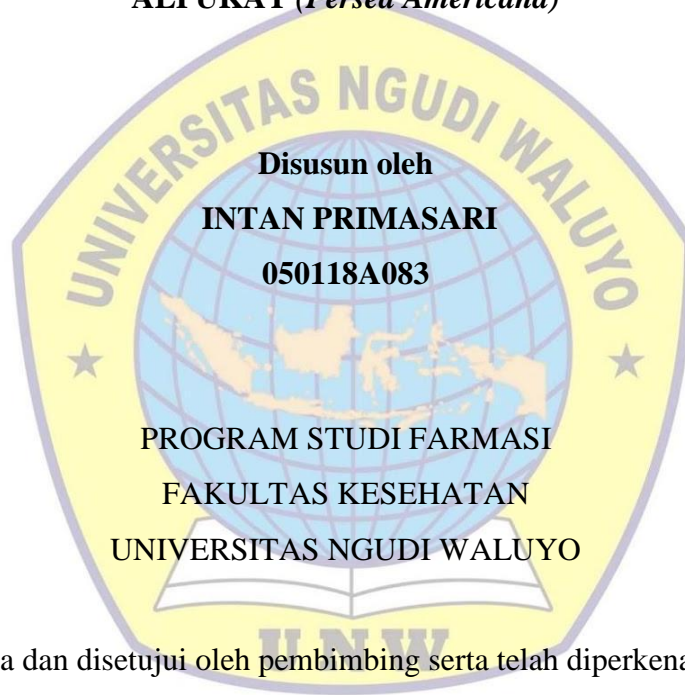 ALPUKAT (Persea Americana)
UNIVERSITAS NGUDI WALUYO
Disusun oleh
INTAN PRIMASARI
050118A083
PROGRAM STUDI FARMASI
FAKULTAS KESEHATAN
UNIVERSITAS NGUDI WALUYO
UNW
a dan disetujui oleh pembimbing serta telah diperkena